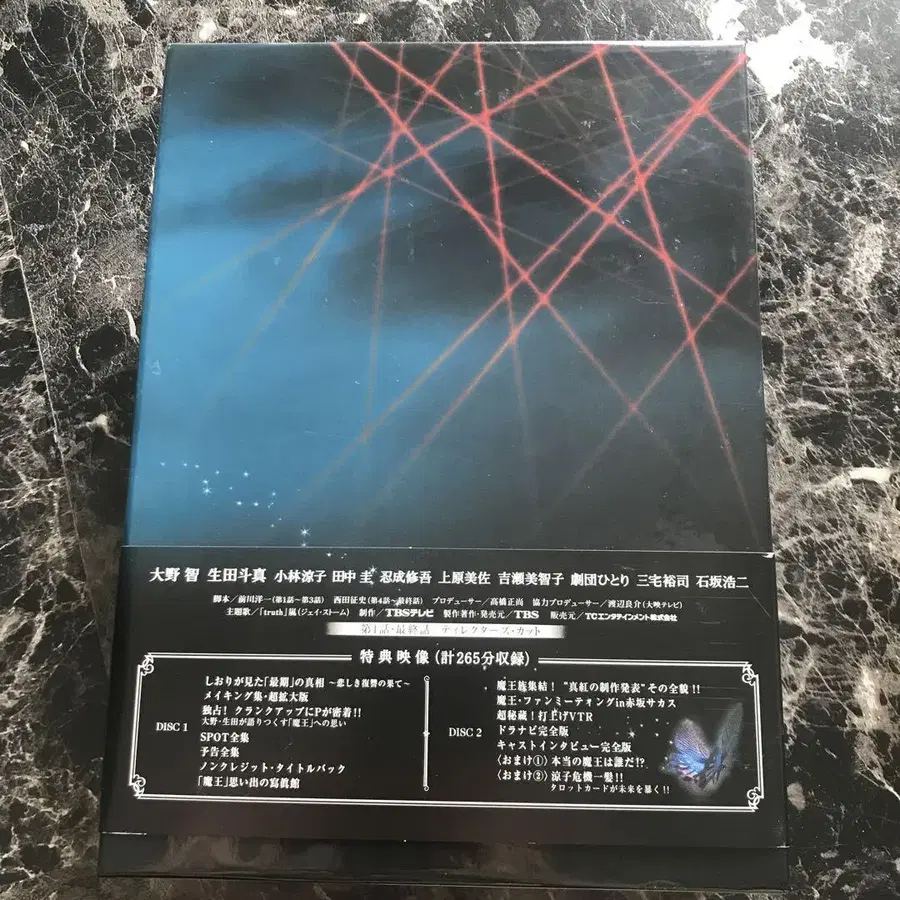 大野 智 生田斗真 小林涼子 田中 圭 忍成修吾 上原美佐 吉瀬美智子 劇団ひとり 三宅裕司 石坂浩二
脚本／前川洋一(第1話〜第3話) 西田征史(第4話〜最終話) プロデューサー／高橋正尚 協力プロデューサー／渡辺良介(大映テレビ)
主題歌／「truth」嵐(ジェイ・ストーム) 制作／TBSテレビ 製作著作・発売元／TBS 販売元／TCエンタテインメント株式会社
第1話・最終話 ディレクターズ・カット
特典映像(計265分収録)
DISC 1
しおりが見た「最期」の真相 〜悲しき復讐の果て〜
メイキング集・超拡大版
独占! クランクアップにPが密着!!
大野・生田が語りつくす「魔王」への思い
SPOT全集
予告全集
ノンクレジット・タイトルバック
「魔王」思い出の寫眞館
DISC 2
魔王族集結! "真紅の制作発表"その全貌!!
魔王・ファンミーティングin赤坂サカス
超秘蔵!打上げVTR
ドラナビ完全版
キャストインタビュー完全版
〈おまけ①〉本当の魔王は誰だ!?
〈おまけ②〉涼子危機一髪!!
タロットカードが未来を暴く!!